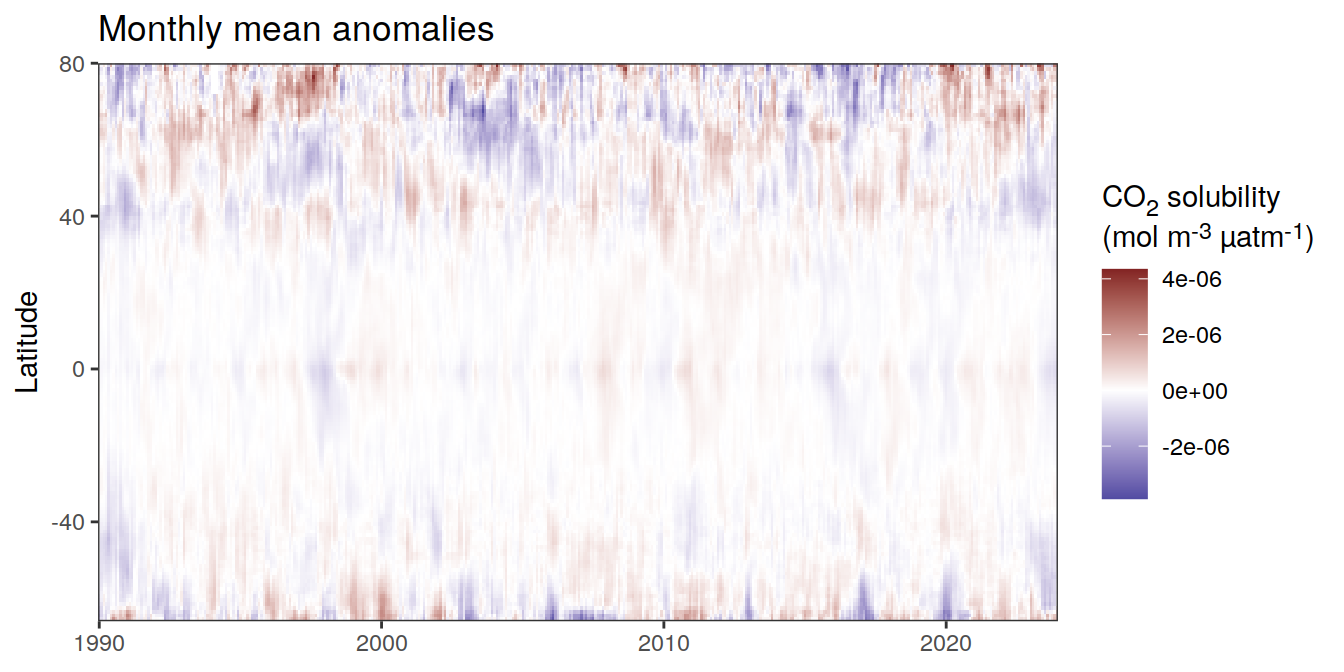 Monthly mean anomalies
80
40
0
-40
Latitude
1990 2000 2010 2020
CO₂ solubility
(mol m⁻³ µatm⁻¹)
4e-06
2e-06
0e+00
-2e-06